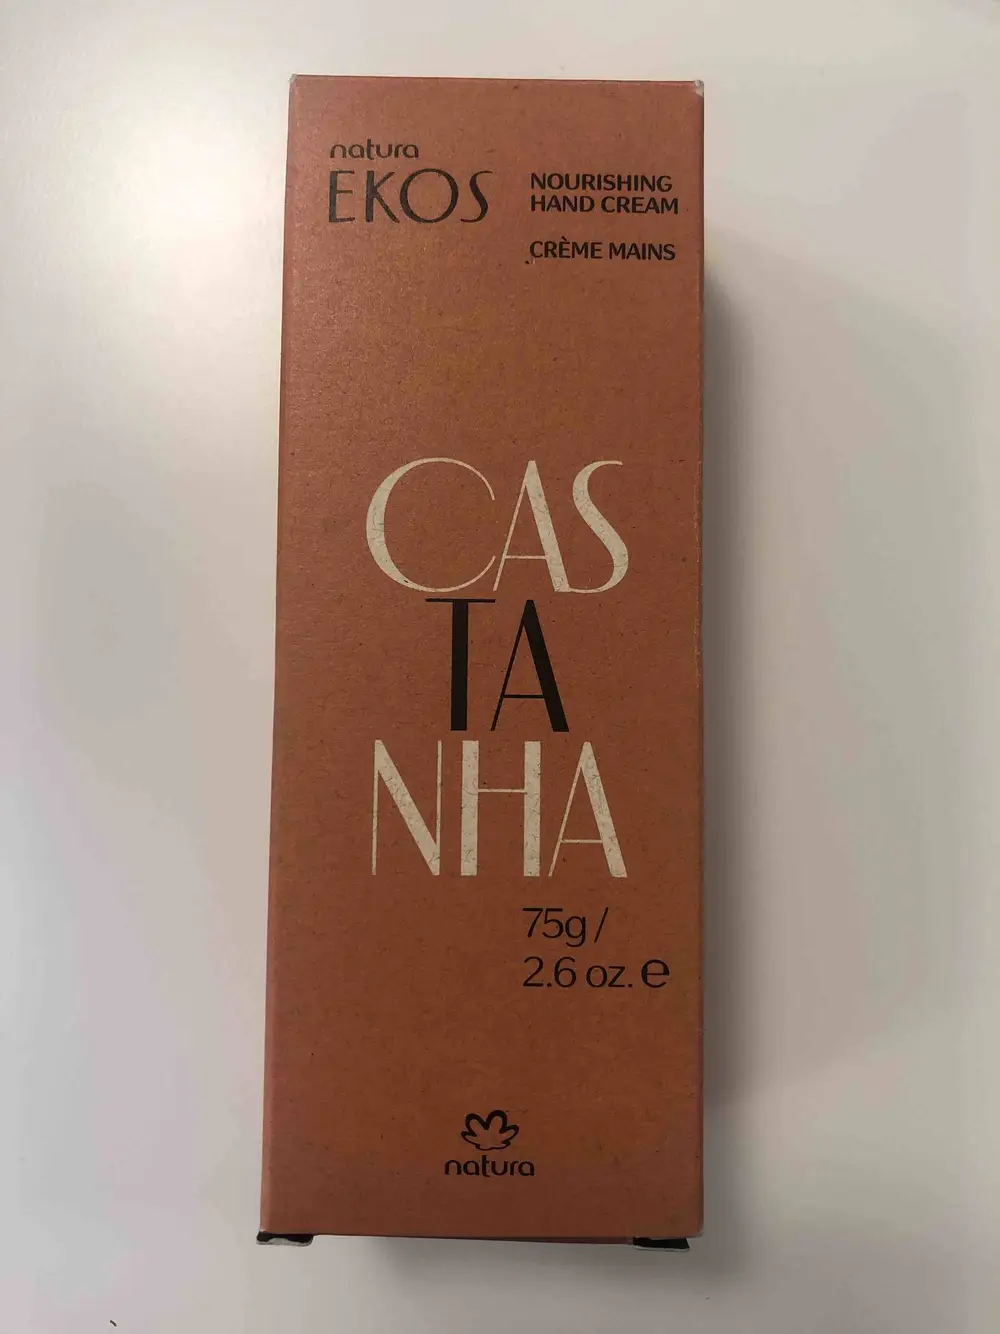 natura
EKOS
NOURISHING
HAND CREAM
CRÈME MAINS
CAS
TA
NHA
75g /
2.6 oz. ℮
natura